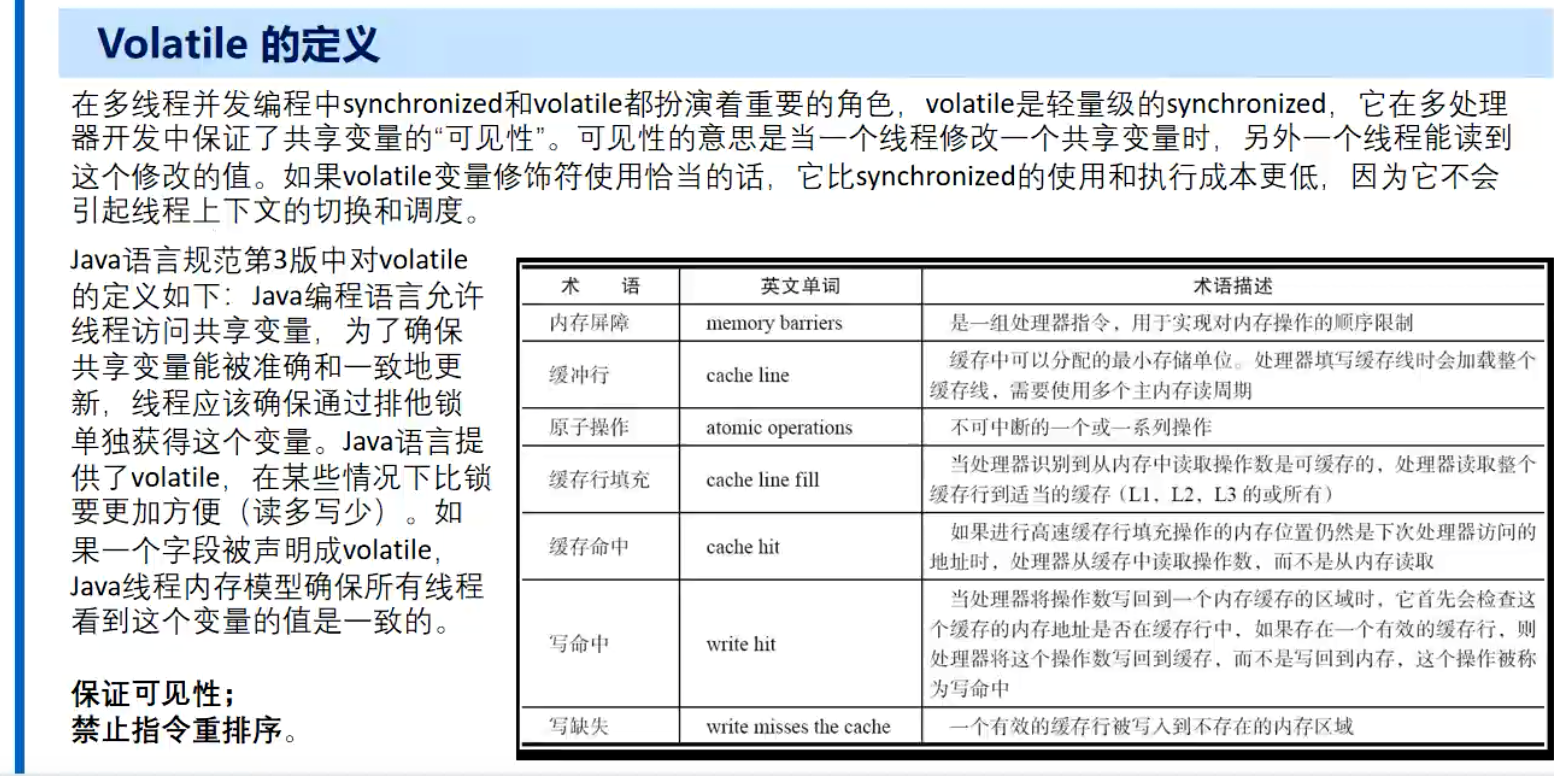 Volatile 的定义
在多线程并发编程中synchronized和volatile都扮演着重要的角色，volatile是轻量级的synchronized，它在多处理
器开发中保证了共享变量的“可见性”。可见性的意思是当一个线程修改一个共享变量时，另外一个线程能读到
这个修改的值。如果volatile变量修饰符使用恰当的话，它比synchronized的使用和执行成本更低，因为它不会
引起线程上下文的切换和调度。
Java语言规范第3版中对volatile
的定义如下：Java编程语言允许
线程访问共享变量，为了确保
共享变量能被准确和一致地更
新，线程应该确保通过排他锁
单独获得这个变量。Java语言提
供了volatile，在某些情况下比锁
要更加方便（读多写少）。如
果一个字段被声明成volatile，
Java线程内存模型确保所有线程
看到这个变量的值是一致的。
保证可见性；
禁止指令重排序。
术 语 英文单词 术语描述
内存屏障 memory barriers 是一组处理器指令，用于实现对内存操作的顺序限制
缓冲行 cache line 缓存中可以分配的最小存储单位。处理器填写缓存线时会加载整个
缓存线，需要使用多个主内存读周期
原子操作 atomic operations 不可中断的一个或一系列操作
缓存行填充 cache line fill 当处理器识别到从内存中读取操作数是可缓存的，处理器读取整个
缓存行到适当的缓存（L1，L2，L3 的或所有）
缓存命中 cache hit 如果进行高速缓存行填充操作的内存位置仍然是下次处理器访问的
地址时，处理器从缓存中读取操作数，而不是从内存读取
写命中 write hit 当处理器将操作数写回到一个内存缓存的区域时，它首先会检查这
个缓存的内存地址是否在缓存行中，如果存在一个有效的缓存行，则
处理器将这个操作数写回到缓存，而不是写回到内存，这个操作被称
为写命中
写缺失 write misses the cache 一个有效的缓存行被写入到不存在的内存区域